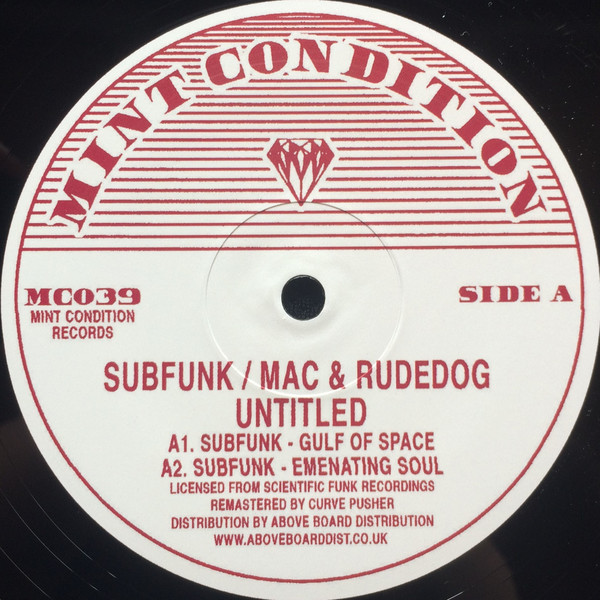 MINT CONDITION
MC039
MINT CONDITION
RECORDS
SIDE A
SUBFUNK / MAC & RUDEDOG
UNTITLED
A1. SUBFUNK - GULF OF SPACE
A2. SUBFUNK - EMENATING SOUL
LICENSED FROM SCIENTIFIC FUNK RECORDINGS
REMASTERED BY CURVE PUSHER
DISTRIBUTION BY ABOVE BOARD DISTRIBUTION
WWW.ABOVEBOARDDIST.CO.UK